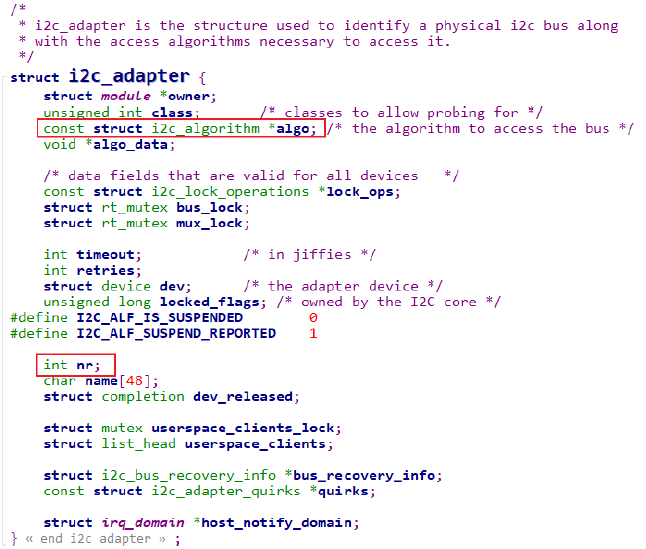 /*
 * i2c_adapter is the structure used to identify a physical i2c bus along
 * with the access algorithms necessary to access it.
 */
struct i2c_adapter {
    struct module *owner;
    unsigned int class;       /* classes to allow probing for */
    const struct i2c_algorithm *algo; /* the algorithm to access the bus */
    void *algo_data;

    /* data fields that are valid for all devices   */
    const struct i2c_lock_operations *lock_ops;
    struct rt_mutex bus_lock;
    struct rt_mutex mux_lock;

    int timeout;            /* in jiffies */
    int retries;
    struct device dev;      /* the adapter device */
    unsigned long locked_flags; /* owned by the I2C core */
#define I2C_ALF_IS_SUSPENDED        0
#define I2C_ALF_SUSPEND_REPORTED    1

    int nr;
    char name[48];
    struct completion dev_released;

    struct mutex userspace_clients_lock;
    struct list_head userspace_clients;

    struct i2c_bus_recovery_info *bus_recovery_info;
    const struct i2c_adapter_quirks *quirks;

    struct irq_domain *host_notify_domain;
} « end i2c adapter » ;